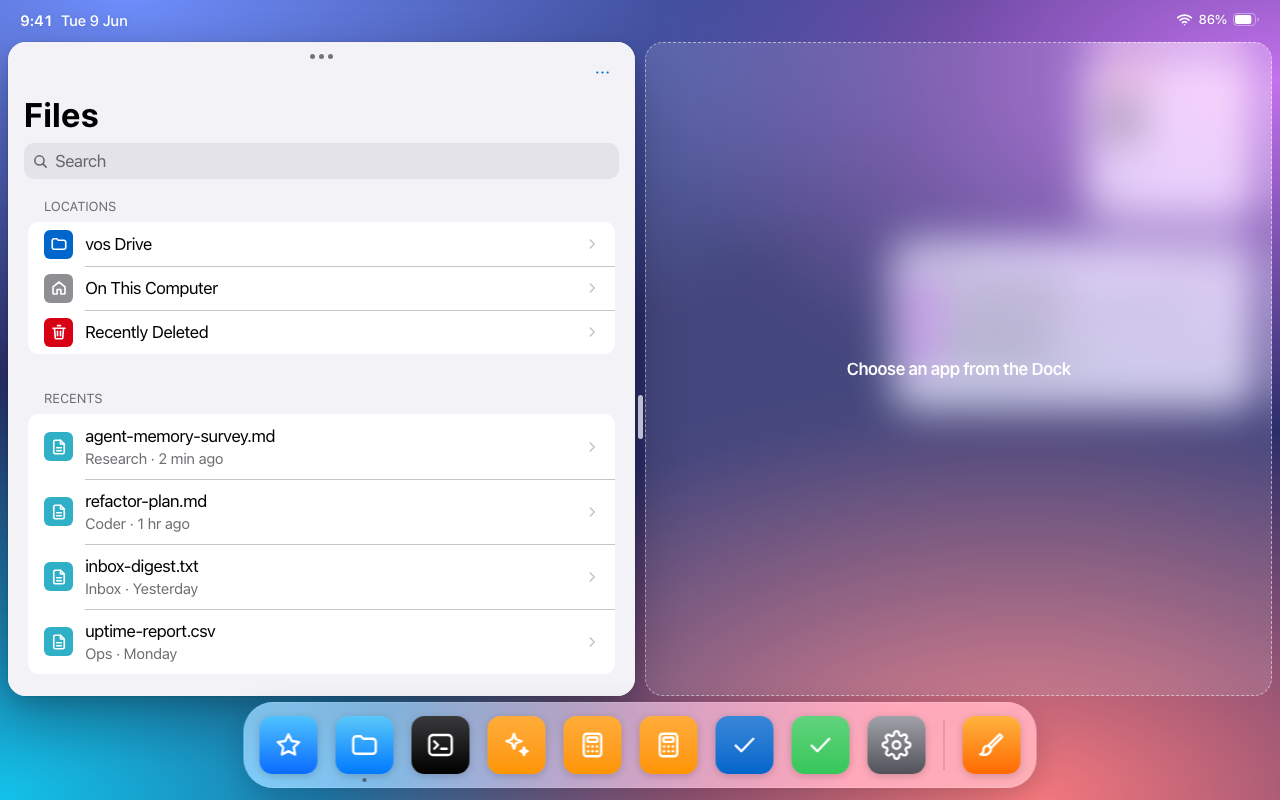 9:41 Tue 9 Jun
86%
Files
Search
LOCATIONS
vos Drive
On This Computer
Recently Deleted
RECENTS
agent-memory-survey.md
Research · 2 min ago
refactor-plan.md
Coder · 1 hr ago
inbox-digest.txt
Inbox · Yesterday
uptime-report.csv
Ops · Monday
Choose an app from the Dock